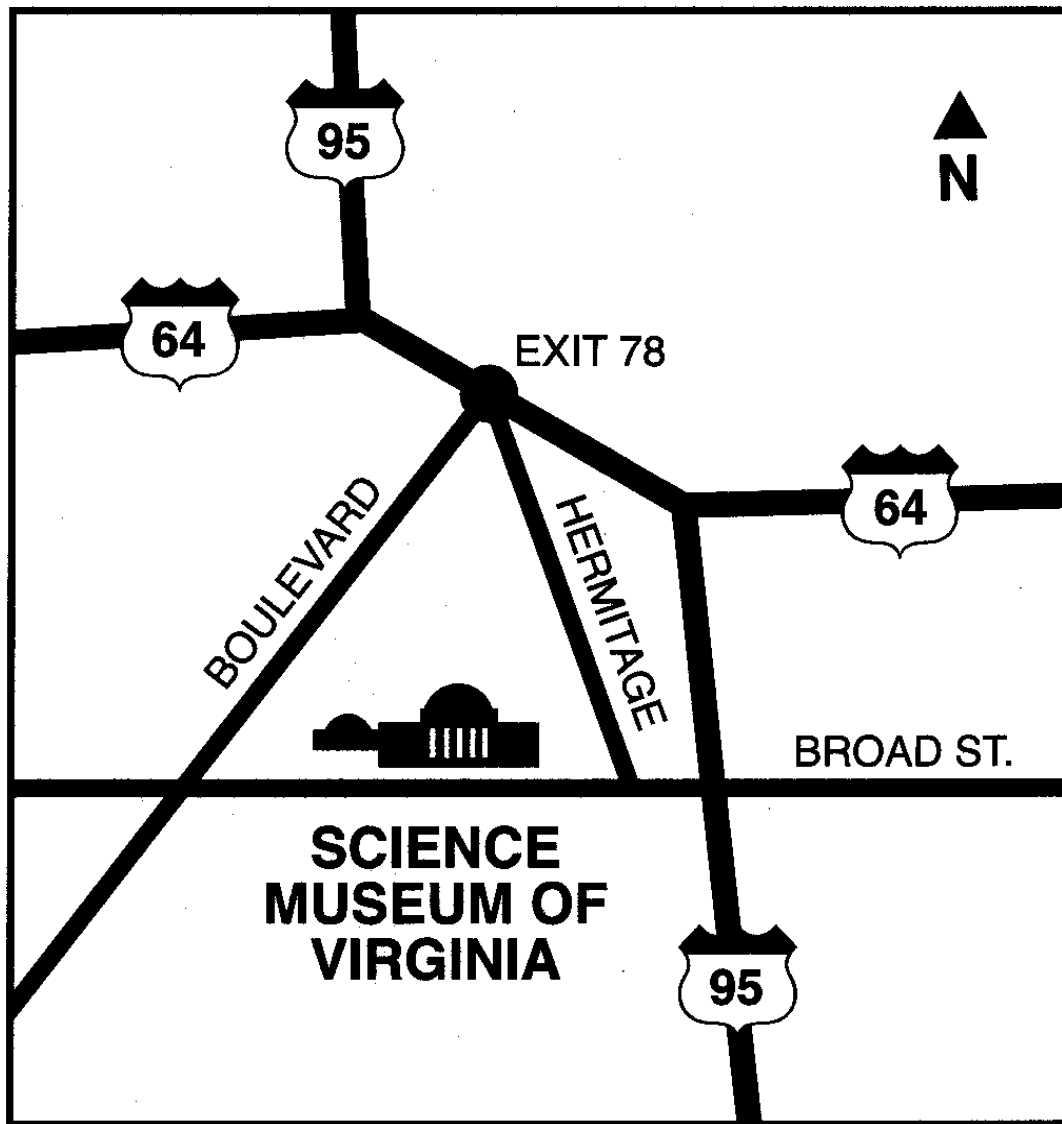 95
N
64
EXIT 78
64
BOULEVARD
HERMITAGE
BROAD ST.
SCIENCE
MUSEUM OF
VIRGINIA
95